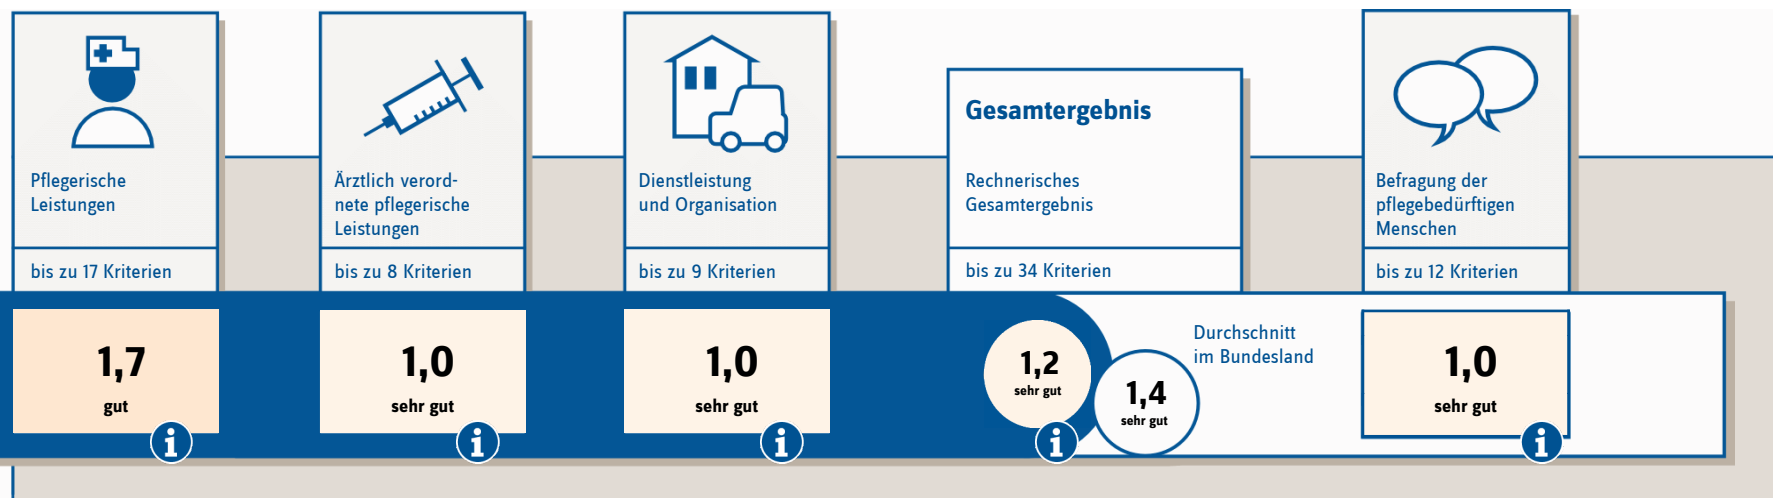 Pflegerische
Leistungen
bis zu 17 Kriterien
1,7
gut
i
Ärztlich verord-
nete pflegerische
Leistungen
bis zu 8 Kriterien
1,0
sehr gut
i
Dienstleistung
und Organisation
bis zu 9 Kriterien
1,0
sehr gut
i
Gesamtergebnis
Rechnerisches
Gesamtergebnis
bis zu 34 Kriterien
1,2
sehr gut
i
1,4
sehr gut
Durchschnitt
im Bundesland
Befragung der
pflegebedürftigen
Menschen
bis zu 12 Kriterien
1,0
sehr gut
i